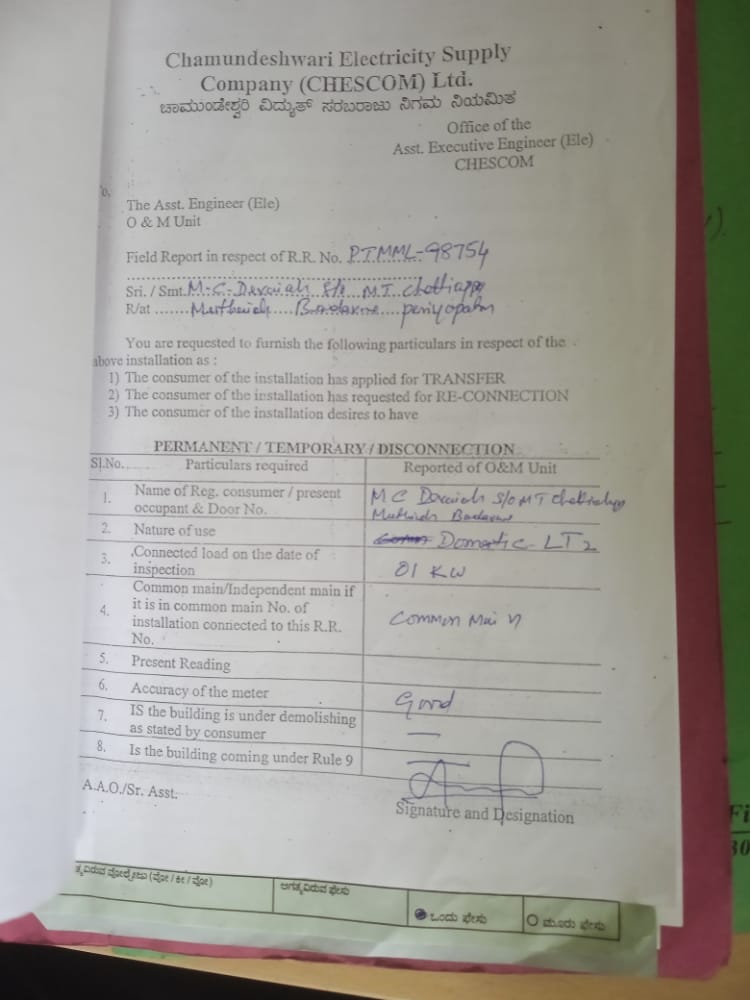 Chamundeshwari Electricity Supply
Company (CHESCOM) Ltd.
ಚಾಮುಂಡೇಶ್ವರಿ ವಿದ್ಯುತ್ ಸರಬರಾಜು ನಿಗಮ ನಿಯಮಿತ
Office of the
Asst. Executive Engineer (Ele)
CHESCOM
The Asst. Engineer (Ele)
O & M Unit
Field Report in respect of R.R. No. PTMML-98754
Sri. / Smt. M.C. Devaiah S/o M.T.
R/at
You are requested to furnish the following particulars in respect of the
above installation as :
1) The consumer of the installation has applied for TRANSFER
2) The consumer of the installation has requested for RE-CONNECTION
3) The consumer of the installation desires to have
PERMANENT / TEMPORARY / DISCONNECTION
Sl.No. Particulars required Reported of O&M Unit
1. Name of Reg. consumer / present M C Devaiah S/o MT
occupant & Door No.
2. Nature of use Domestic LT2
3. Connected load on the date of
inspection 01 KW
4. Common main/Independent main if
it is in common main No. of Common Main
installation connected to this R.R.
No.
5. Present Reading
6. Accuracy of the meter Good
7. IS the building is under demolishing
as stated by consumer —
8. Is the building coming under Rule 9
A.A.O./Sr. Asst.
Signature and Designation
ಒಂದು ಫೇಸು ಮೂರು ಫೇಸು